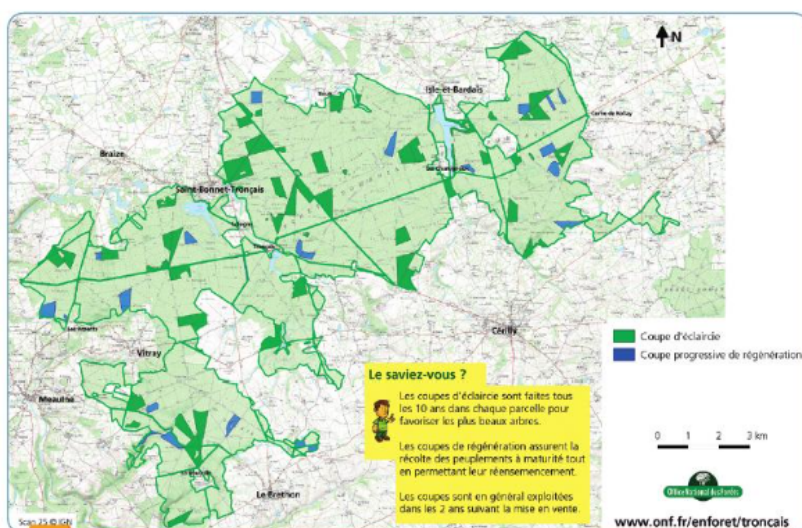 N
Isle-et-Bardais
Braize
Saint-Bonnet-Tronçais
Cérilly
Vitray
Meaulne
Le Brethon
Coupe d'éclaircie
Coupe progressive de régénération
Le saviez-vous ?
Les coupes d'éclaircie sont faites tous
les 10 ans dans chaque parcelle pour
favoriser les plus beaux arbres.
Les coupes de régénération assurent la
récolte des peuplements à maturité tout
en permettant leur réensemencement.
Les coupes sont en général exploitées
dans les 2 ans suivant la mise en vente.
0 1 2 3 km
Office National des Forêts
Scan 25 © IGN
www.onf.fr/enforet/tronçais